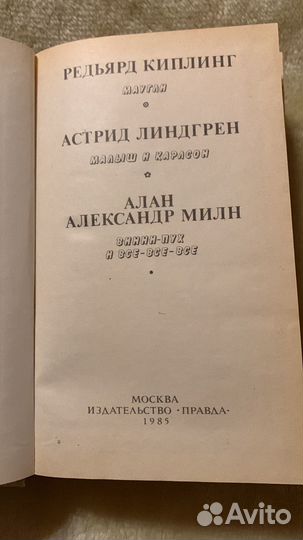 РЕДЬЯРД КИПЛИНГ
МАУГЛИ
АСТРИД ЛИНДГРЕН
МАЛЫШ И КАРЛСОН
АЛАН
АЛЕКСАНДР МИЛН
ВИННИ-ПУХ
И ВСЕ-ВСЕ-ВСЕ
МОСКВА
ИЗДАТЕЛЬСТВО «ПРАВДА»
1985
Avito